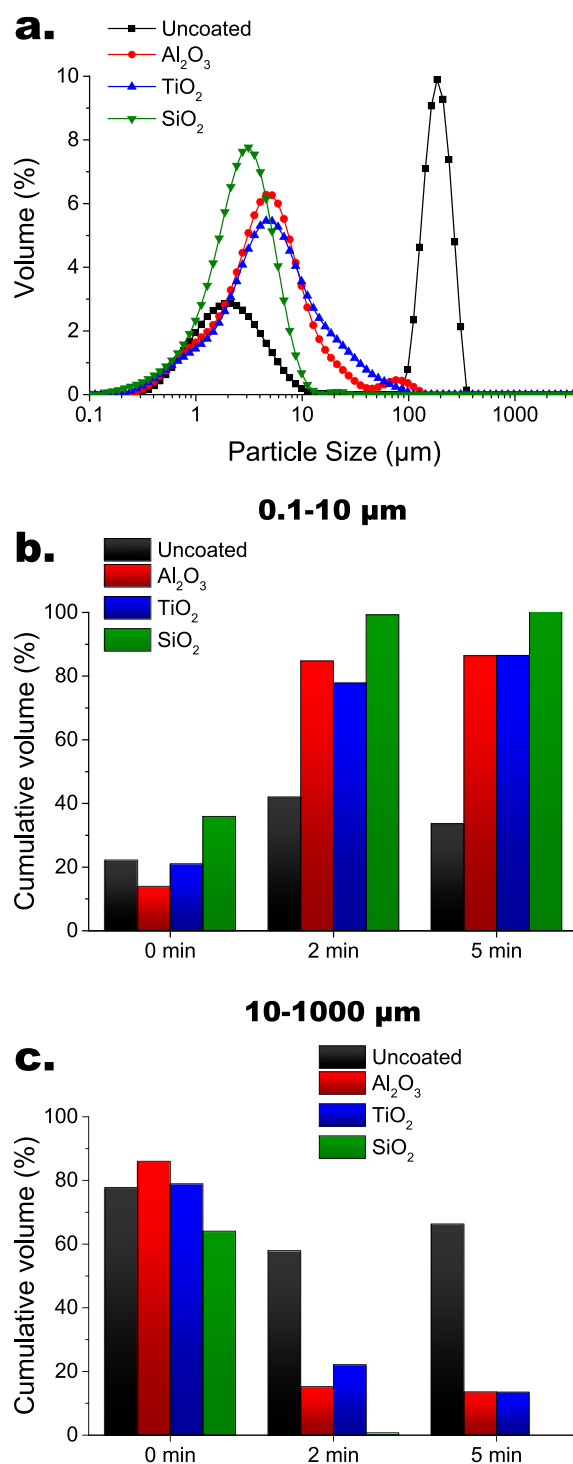 a.
Uncoated
Al₂O₃
TiO₂
SiO₂
10
8
6
4
2
0
Volume (%)
0.1 1 10 100 1000
Particle Size (µm)
0.1-10 µm
b.
Uncoated
Al₂O₃
TiO₂
SiO₂
100
80
60
40
20
0
Cumulative volume (%)
0 min 2 min 5 min
10-1000 µm
c.
Uncoated
Al₂O₃
TiO₂
SiO₂
100
80
60
40
20
0
Cumulative volume (%)
0 min 2 min 5 min